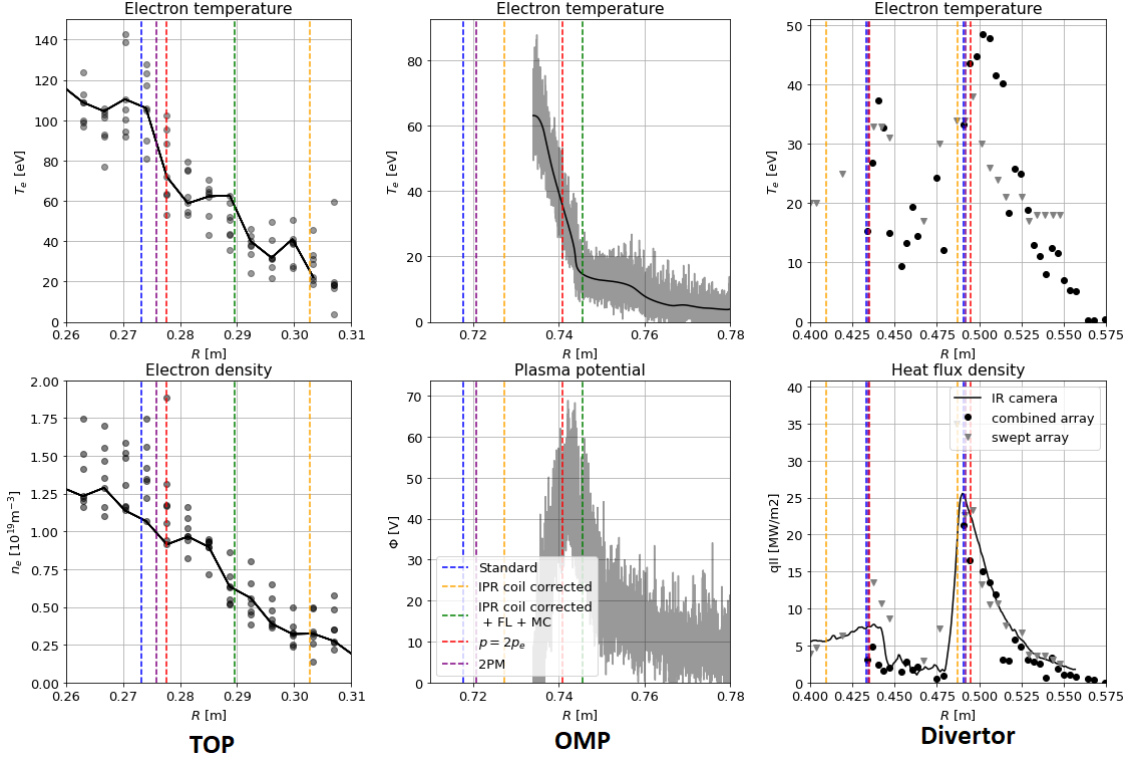 Electron temperature
Electron temperature
Electron temperature
140
120
100
80
60
40
20
0
T_e [eV]
0.26 0.27 0.28 0.29 0.30 0.31
R [m]
80
60
40
20
0
T_e [eV]
0.72 0.74 0.76 0.78
R [m]
50
40
30
20
10
0
T_e [eV]
0.400 0.425 0.450 0.475 0.500 0.525 0.550 0.575
R [m]
Electron density
Plasma potential
Heat flux density
2.00
1.75
1.50
1.25
1.00
0.75
0.50
0.25
0.00
n_e [10^19 m^-3]
0.26 0.27 0.28 0.29 0.30 0.31
R [m]
70
60
50
40
30
20
10
0
Φ [V]
Standard
IPR coil corrected
IPR coil corrected
+ FL + MC
p = 2p_e
2PM
0.72 0.74 0.76 0.78
R [m]
40
35
30
25
20
15
10
5
0
qII [MW/m2]
IR camera
combined array
swept array
0.400 0.425 0.450 0.475 0.500 0.525 0.550 0.575
R [m]
TOP
OMP
Divertor